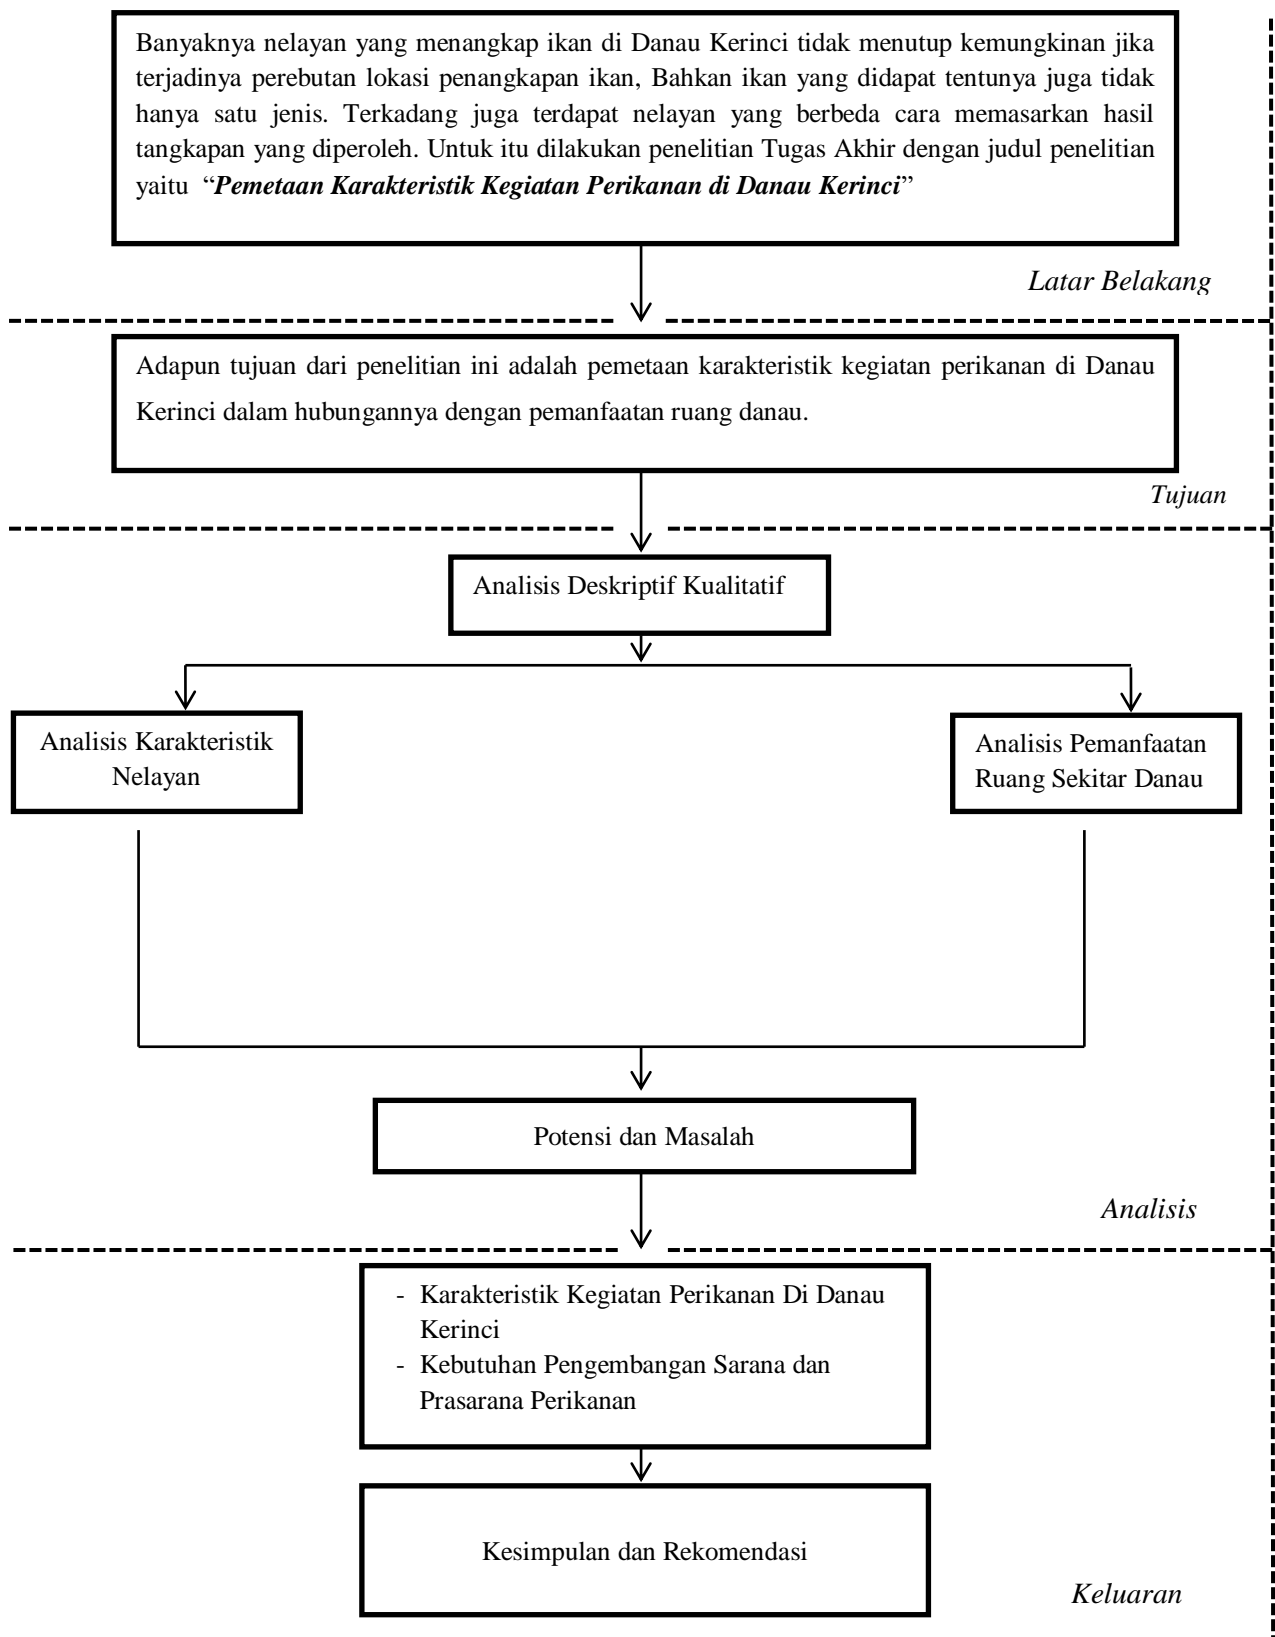 Banyaknya nelayan yang menangkap ikan di Danau Kerinci tidak menutup kemungkinan jika
terjadinya perebutan lokasi penangkapan ikan, Bahkan ikan yang didapat tentunya juga tidak
hanya satu jenis. Terkadang juga terdapat nelayan yang berbeda cara memasarkan hasil
tangkapan yang diperoleh. Untuk itu dilakukan penelitian Tugas Akhir dengan judul penelitian
yaitu “Pemetaan Karakteristik Kegiatan Perikanan di Danau Kerinci”
Latar Belakang
Adapun tujuan dari penelitian ini adalah pemetaan karakteristik kegiatan perikanan di Danau
Kerinci dalam hubungannya dengan pemanfaatan ruang danau.
Tujuan
Analisis Deskriptif Kualitatif
Analisis Karakteristik
Nelayan
Analisis Pemanfaatan
Ruang Sekitar Danau
Potensi dan Masalah
Analisis
- Karakteristik Kegiatan Perikanan Di Danau
Kerinci
- Kebutuhan Pengembangan Sarana dan
Prasarana Perikanan
Kesimpulan dan Rekomendasi
Keluaran